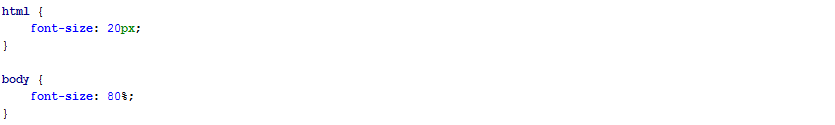 html {
    font-size: 20px;
}

body {
    font-size: 80%;
}